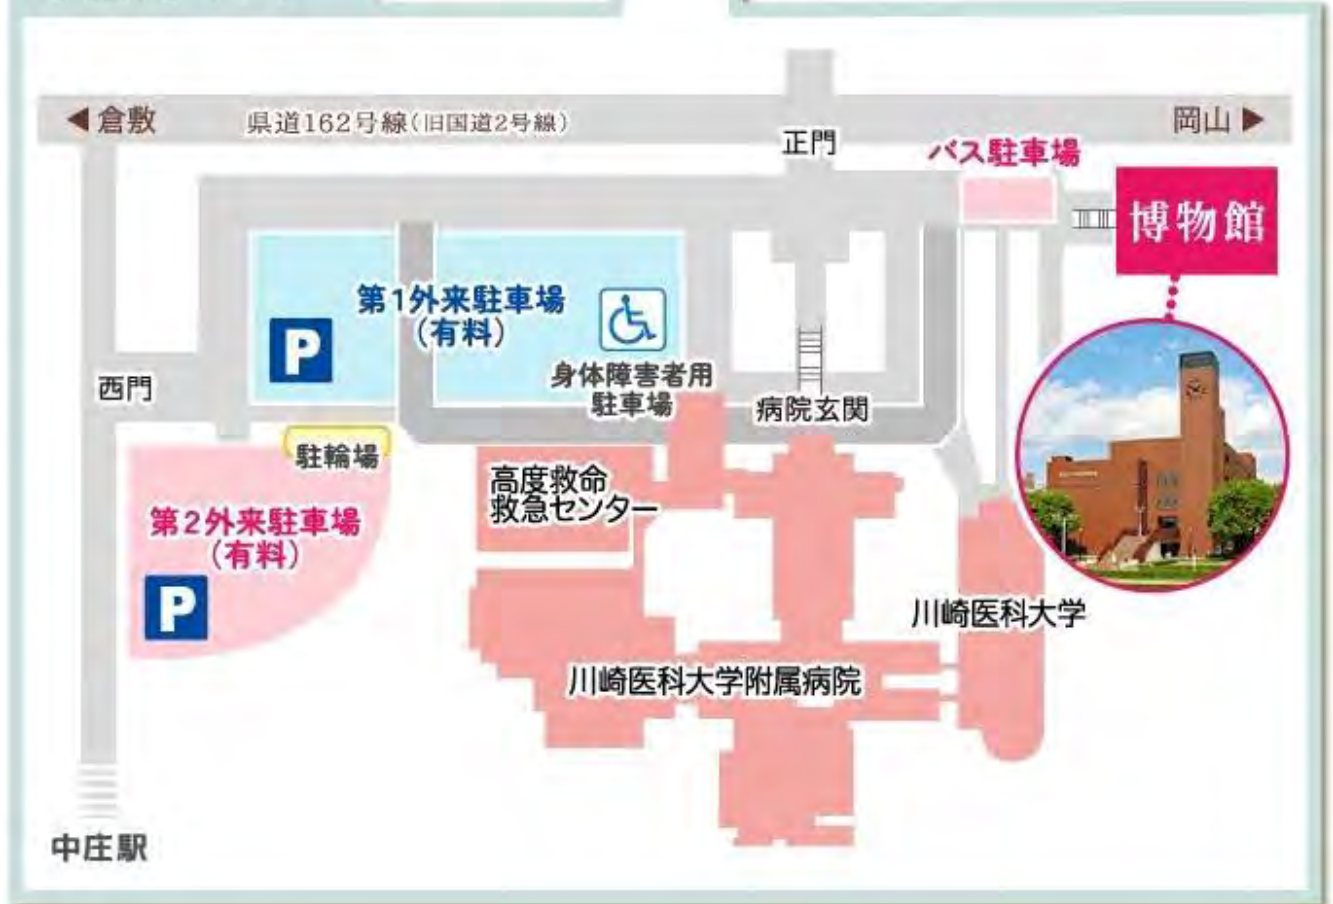 ◀倉敷
県道162号線(旧国道2号線)
岡山▶
正門
バス駐車場
博物館
第1外来駐車場
(有料)
P
身体障害者用
駐車場
病院玄関
西門
駐輪場
高度救命
救急センター
第2外来駐車場
(有料)
P
川崎医科大学
川崎医科大学附属病院
中庄駅